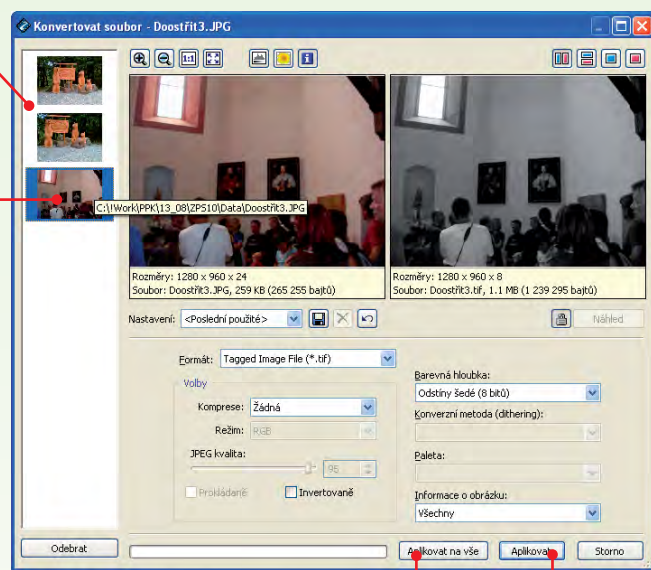 Konvertovat soubor - Doostřit3.JPG
1:1
C:\!Work\PPK\13_08\ZPS10\Data\Doostřit3.JPG
Rozměry: 1280 x 960 x 24
Soubor: Doostřit3.JPG, 259 KB (265 255 bajtů)
Rozměry: 1280 x 960 x 8
Soubor: Doostřit3.tif, 1.1 MB (1 239 295 bajtů)
Nastavení: <Poslední použité> Náhled
Formát: Tagged Image File (*.tif)
Volby
Komprese: Žádná
Režim: RGB
JPEG kvalita:
95
Prokládaně Invertovaně
Barevná hloubka:
Odstíny šedé (8 bitů)
Konverzní metoda (dithering):
Paleta:
Informace o obrázku:
Všechny
Odebrat Aplikovat na vše Aplikovat Storno